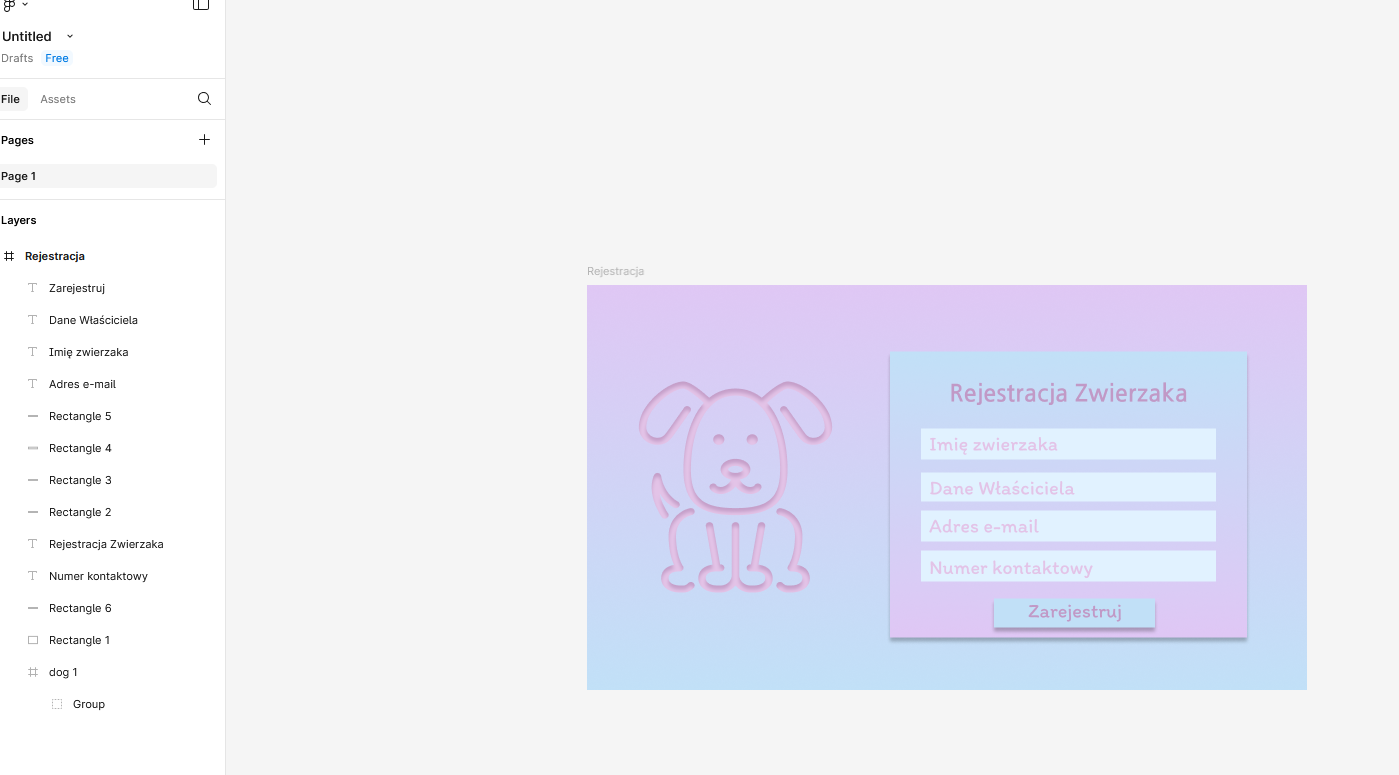 Untitled
Drafts Free
File Assets
Pages
Page 1
Layers
Rejestracja
Zarejestruj
Dane Właściciela
Imię zwierzaka
Adres e-mail
Rectangle 5
Rectangle 4
Rectangle 3
Rectangle 2
Rejestracja Zwierzaka
Numer kontaktowy
Rectangle 6
Rectangle 1
dog 1
Group
Rejestracja
Rejestracja Zwierzaka
Imię zwierzaka
Dane Właściciela
Adres e-mail
Numer kontaktowy
Zarejestruj